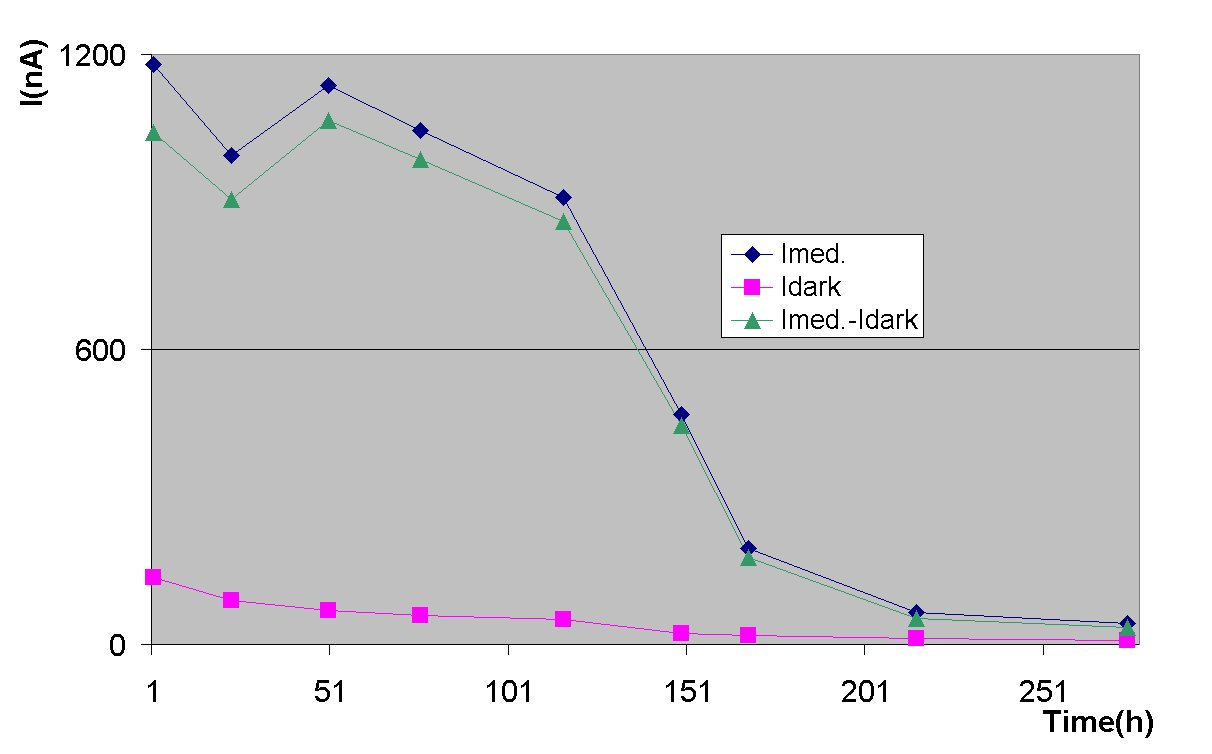 I(nA)
1200
600
0
Imed.
Idark
Imed.-Idark
1 51 101 151 201 251
Time(h)